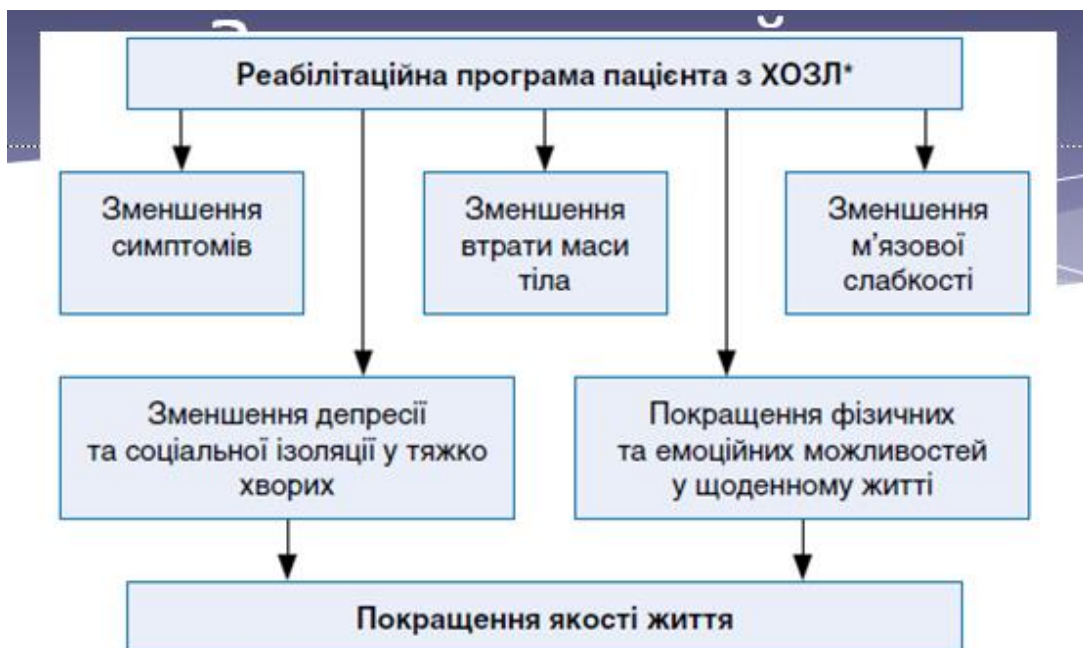 Реабілітаційна програма пацієнта з ХОЗЛ*
Зменшення
симптомів
Зменшення
втрати маси
тіла
Зменшення
м’язової
слабкості
Зменшення депресії
та соціальної ізоляції у тяжко
хворих
Покращення фізичних
та емоційних можливостей
у щоденному житті
Покращення якості життя